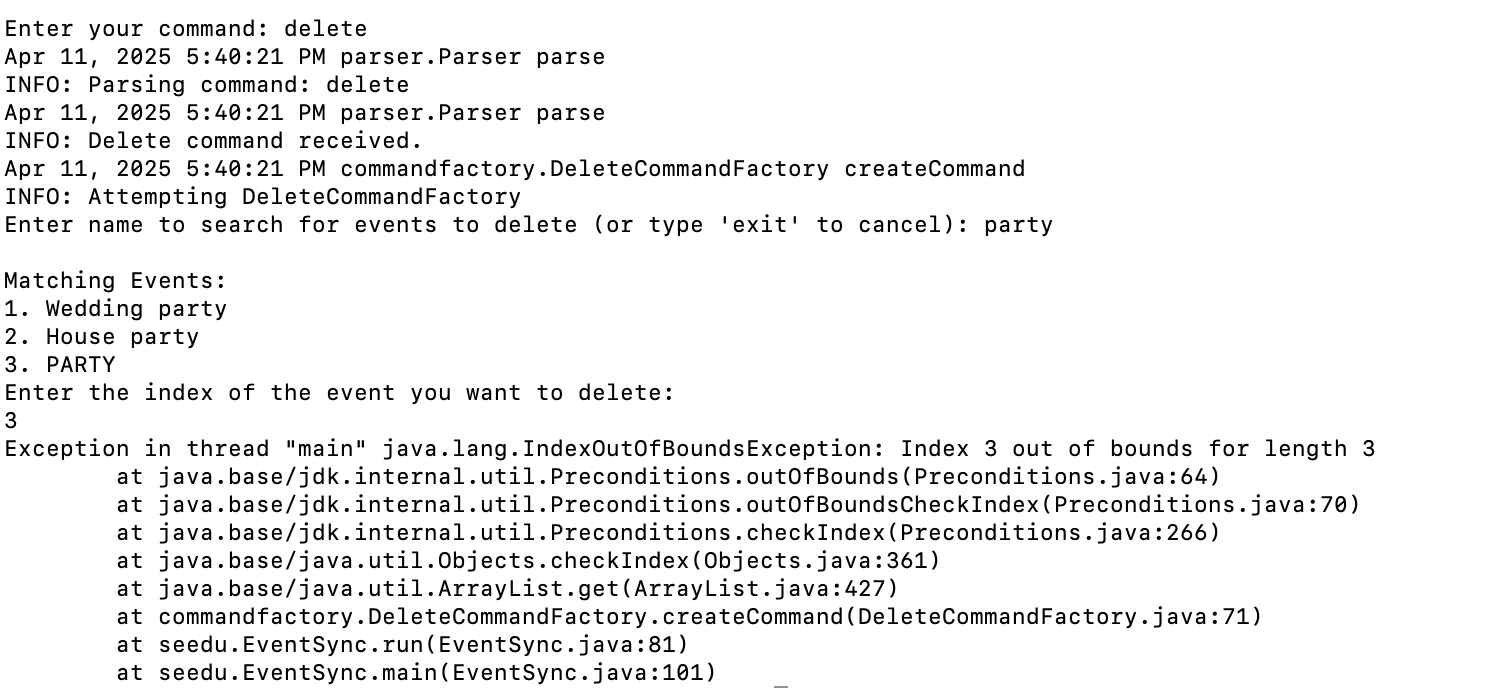 Enter your command: delete
Apr 11, 2025 5:40:21 PM parser.Parser parse
INFO: Parsing command: delete
Apr 11, 2025 5:40:21 PM parser.Parser parse
INFO: Delete command received.
Apr 11, 2025 5:40:21 PM commandfactory.DeleteCommandFactory createCommand
INFO: Attempting DeleteCommandFactory
Enter name to search for events to delete (or type 'exit' to cancel): party
Matching Events:
1. Wedding party
2. House party
3. PARTY
Enter the index of the event you want to delete:
3
Exception in thread "main" java.lang.IndexOutOfBoundsException: Index 3 out of bounds for length 3
at java.base/jdk.internal.util.Preconditions.outOfBounds(Preconditions.java:64)
at java.base/jdk.internal.util.Preconditions.outOfBoundsCheckIndex(Preconditions.java:70)
at java.base/jdk.internal.util.Preconditions.checkIndex(Preconditions.java:266)
at java.base/java.util.Objects.checkIndex(Objects.java:361)
at java.base/java.util.ArrayList.get(ArrayList.java:427)
at commandfactory.DeleteCommandFactory.createCommand(DeleteCommandFactory.java:71)
at seedu.EventSync.run(EventSync.java:81)
at seedu.EventSync.main(EventSync.java:101)